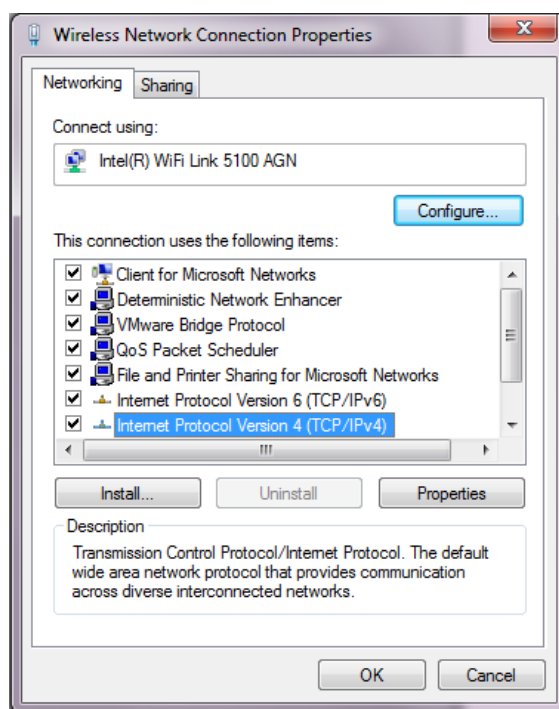 Wireless Network Connection Properties
Networking
Sharing
Connect using:
Intel(R) WiFi Link 5100 AGN
Configure...
This connection uses the following items:
Client for Microsoft Networks
Deterministic Network Enhancer
VMware Bridge Protocol
QoS Packet Scheduler
File and Printer Sharing for Microsoft Networks
Internet Protocol Version 6 (TCP/IPv6)
Internet Protocol Version 4 (TCP/IPv4)
Install...
Uninstall
Properties
Description
Transmission Control Protocol/Internet Protocol. The default
wide area network protocol that provides communication
across diverse interconnected networks.
OK
Cancel